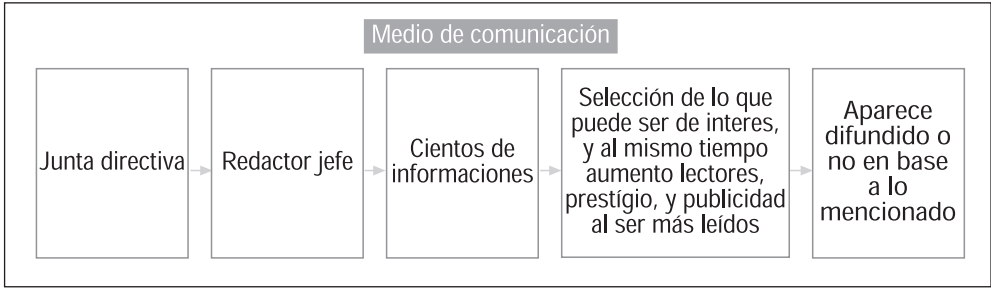 Medio de comunicación
Junta directiva
Redactor jefe
Cientos de
informaciones
Selección de lo que
puede ser de interes,
y al mismo tiempo
aumento lectores,
prestígio, y publicidad
al ser más leídos
Aparece
difundido o
no en base
a lo
mencionado